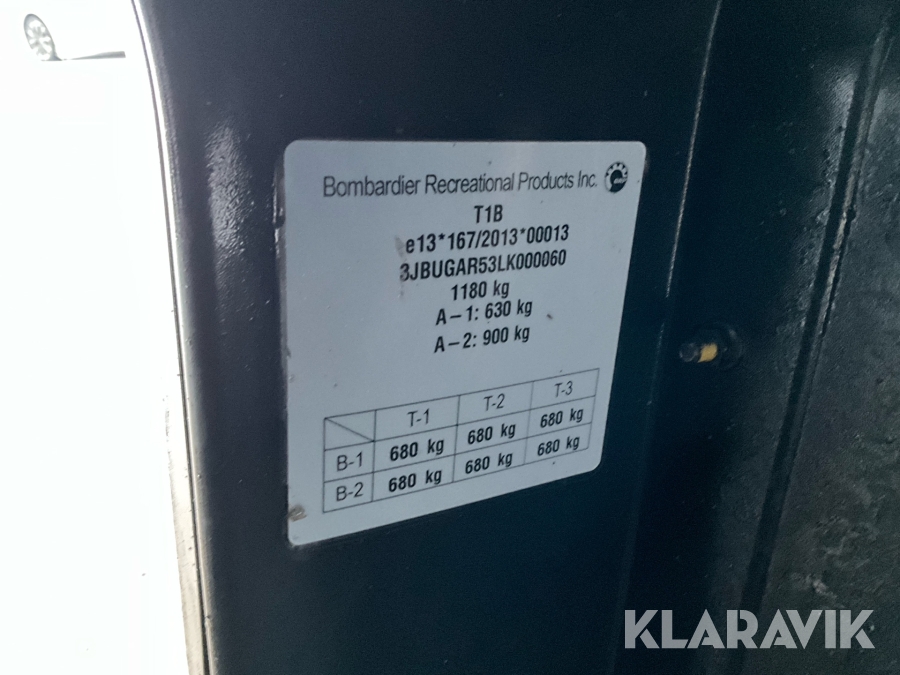 Bombardier Recreational Products Inc.
T1B
e13*167/2013*00013
3JBUGAR53LK000060
1180 kg
A-1: 630 kg
A-2: 900 kg
T-1 T-2 T-3
B-1 680 kg 680 kg 680 kg
B-2 680 kg 680 kg 680 kg
KLARAVIK